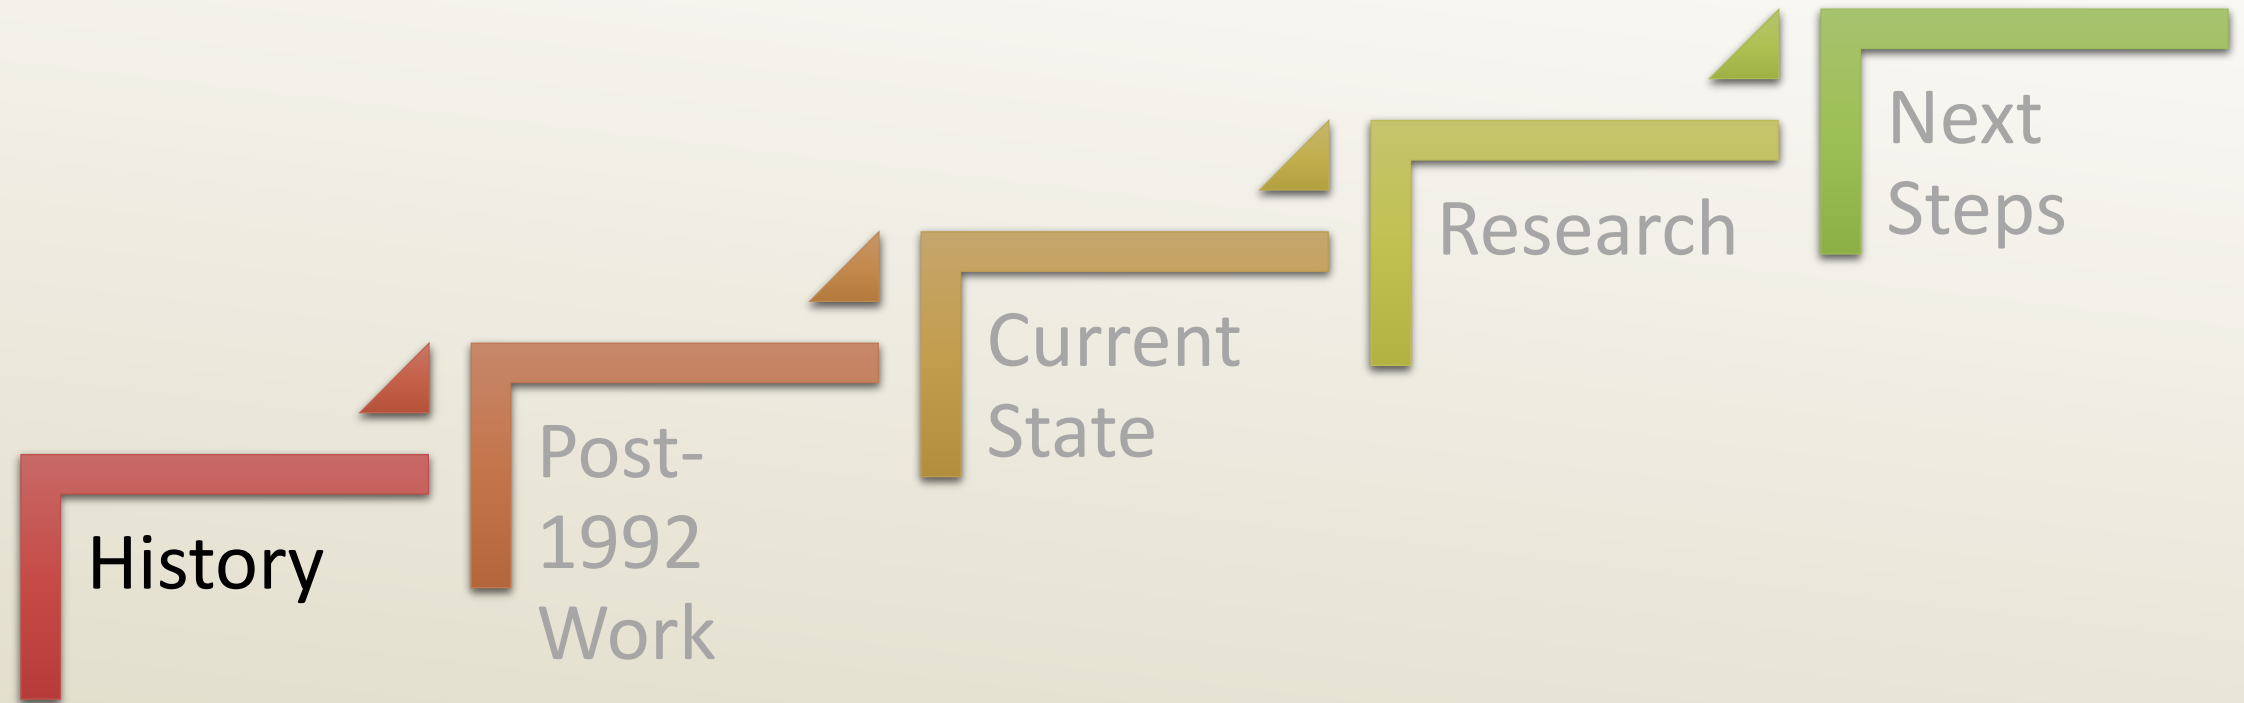 History
Post-
1992
Work
Current
State
Research
Next
Steps